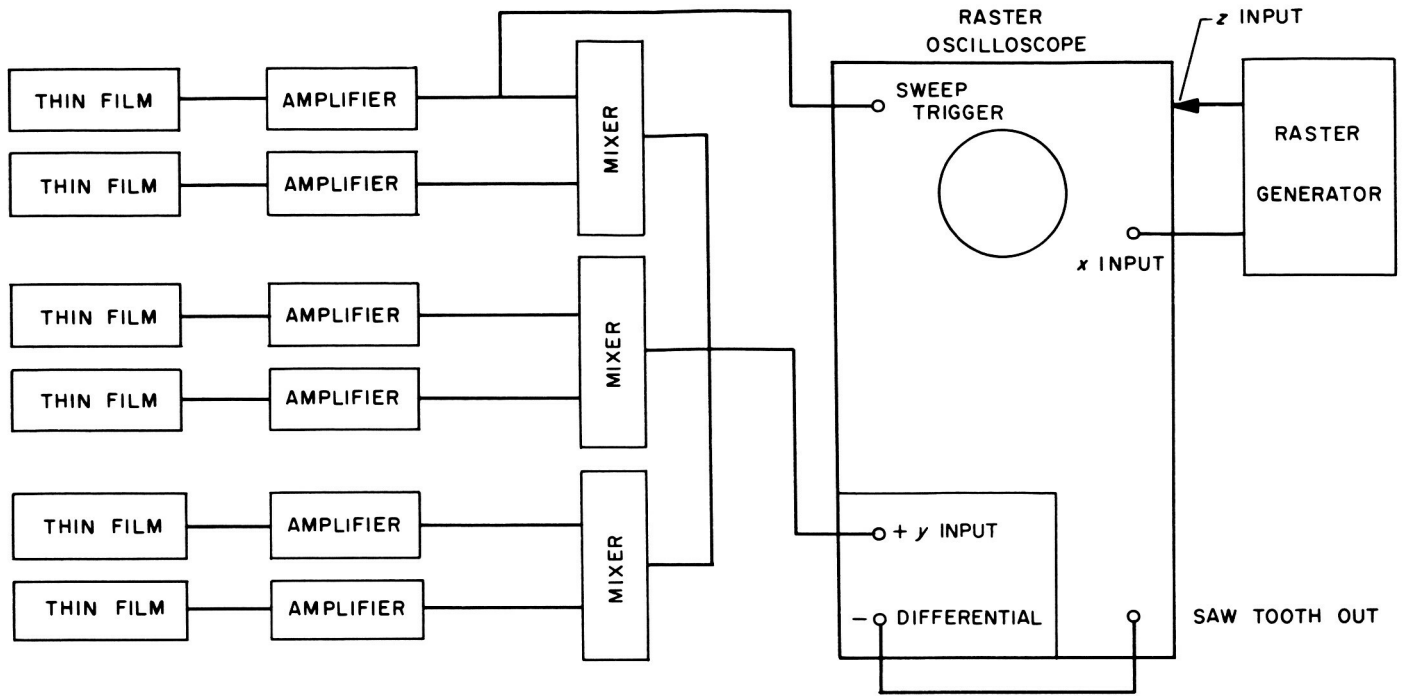 RASTER
OSCILLOSCOPE
z INPUT
THIN FILM
AMPLIFIER
THIN FILM
AMPLIFIER
MIXER
SWEEP
TRIGGER
RASTER
GENERATOR
x INPUT
THIN FILM
AMPLIFIER
THIN FILM
AMPLIFIER
MIXER
THIN FILM
AMPLIFIER
THIN FILM
AMPLIFIER
MIXER
+ y INPUT
- DIFFERENTIAL
SAW TOOTH OUT